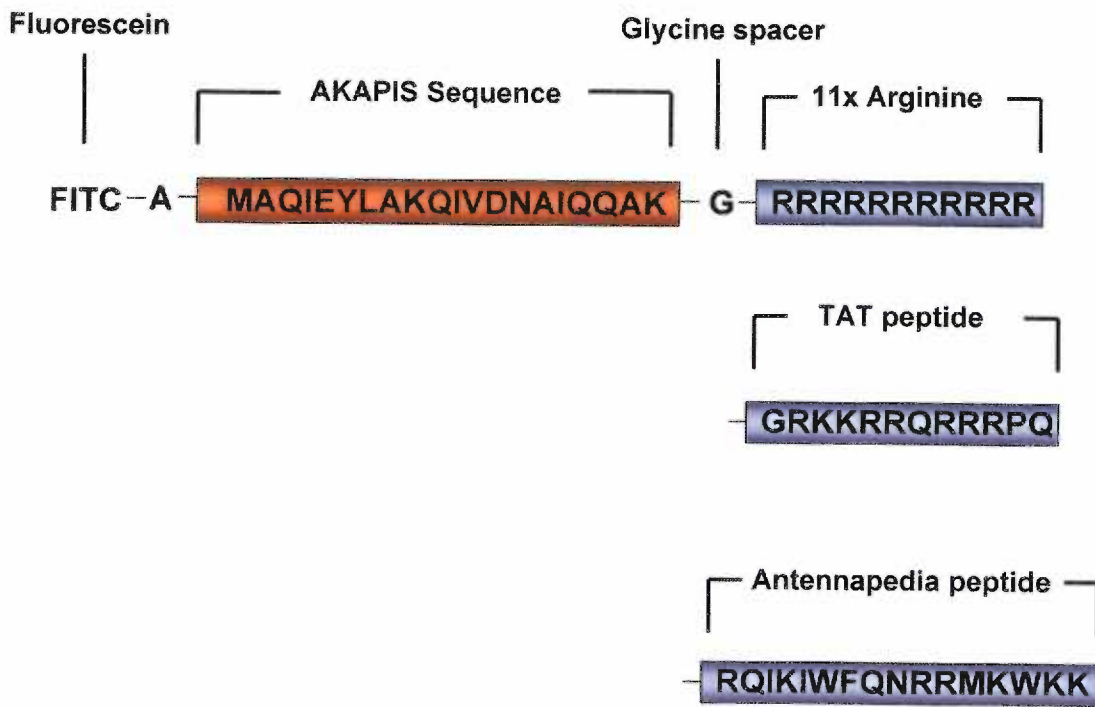 Fluorescein
Glycine spacer
AKAPIS Sequence
11x Arginine
FITC–A– MAQIEYLAKQIVDNAIQQAK –G– RRRRRRRRRRR
TAT peptide
GRKKRRQRRRPQ
Antennapedia peptide
RQIKIWFQNRRMKWKK